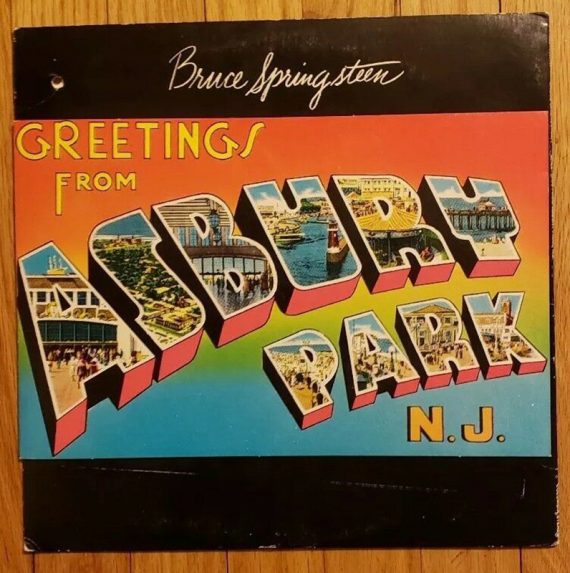 Bruce Springsteen
GREETINGS
FROM
ASBURY
PARK
N.J.